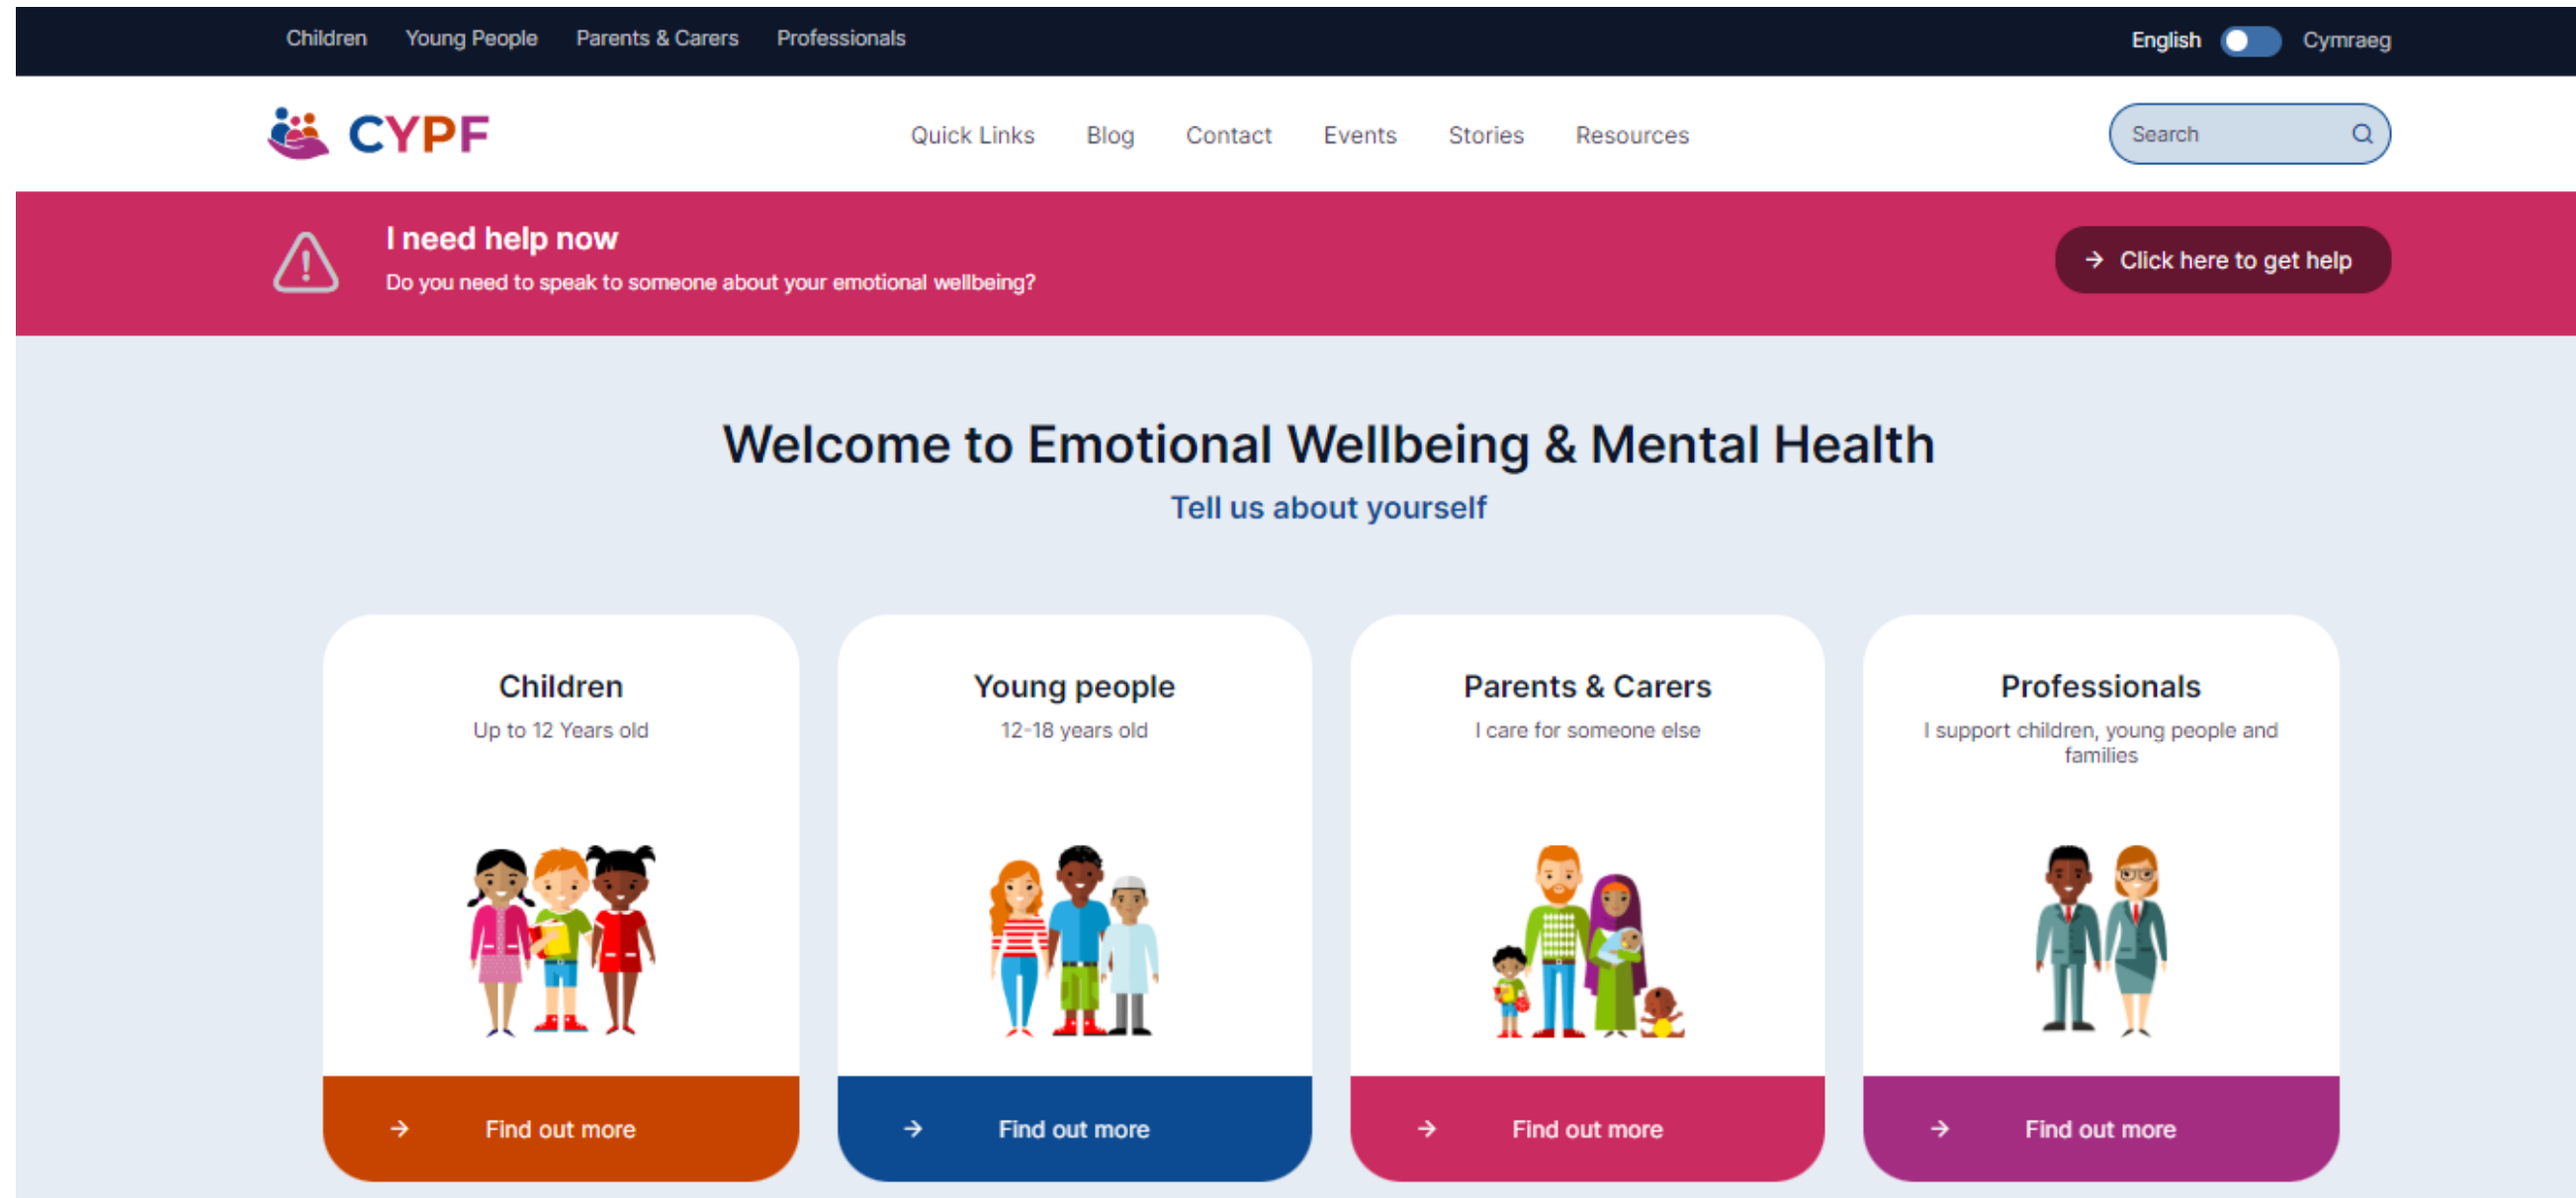 Children Young People Parents & Carers Professionals English Cymraeg
CYPF Quick Links Blog Contact Events Stories Resources Search
I need help now
Do you need to speak to someone about your emotional wellbeing?
Click here to get help
Welcome to Emotional Wellbeing & Mental Health
Tell us about yourself
Children
Up to 12 Years old
Find out more
Young people
12-18 years old
Find out more
Parents & Carers
I care for someone else
Find out more
Professionals
I support children, young people and
families
Find out more